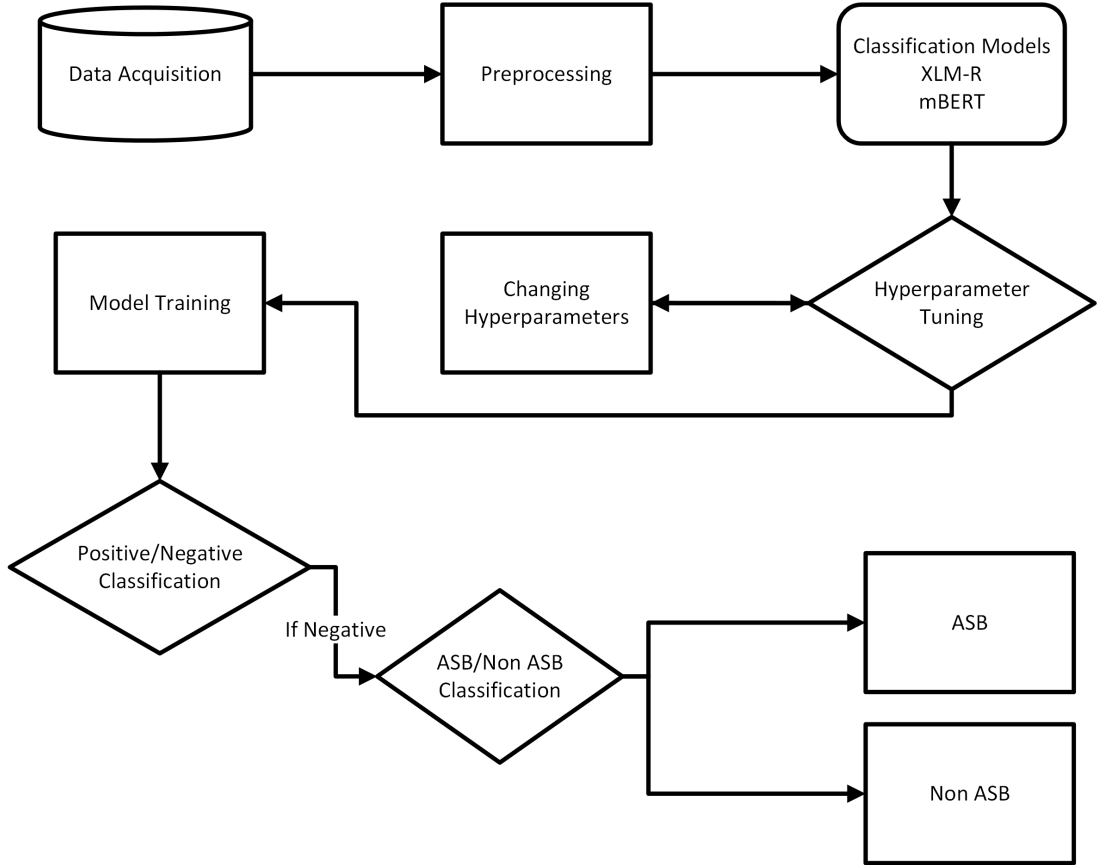 Data Acquisition
Preprocessing
Classification Models
XLM-R
mBERT
Model Training
Changing
Hyperparameters
Hyperparameter
Tuning
Positive/Negative
Classification
If Negative
ASB/Non ASB
Classification
ASB
Non ASB